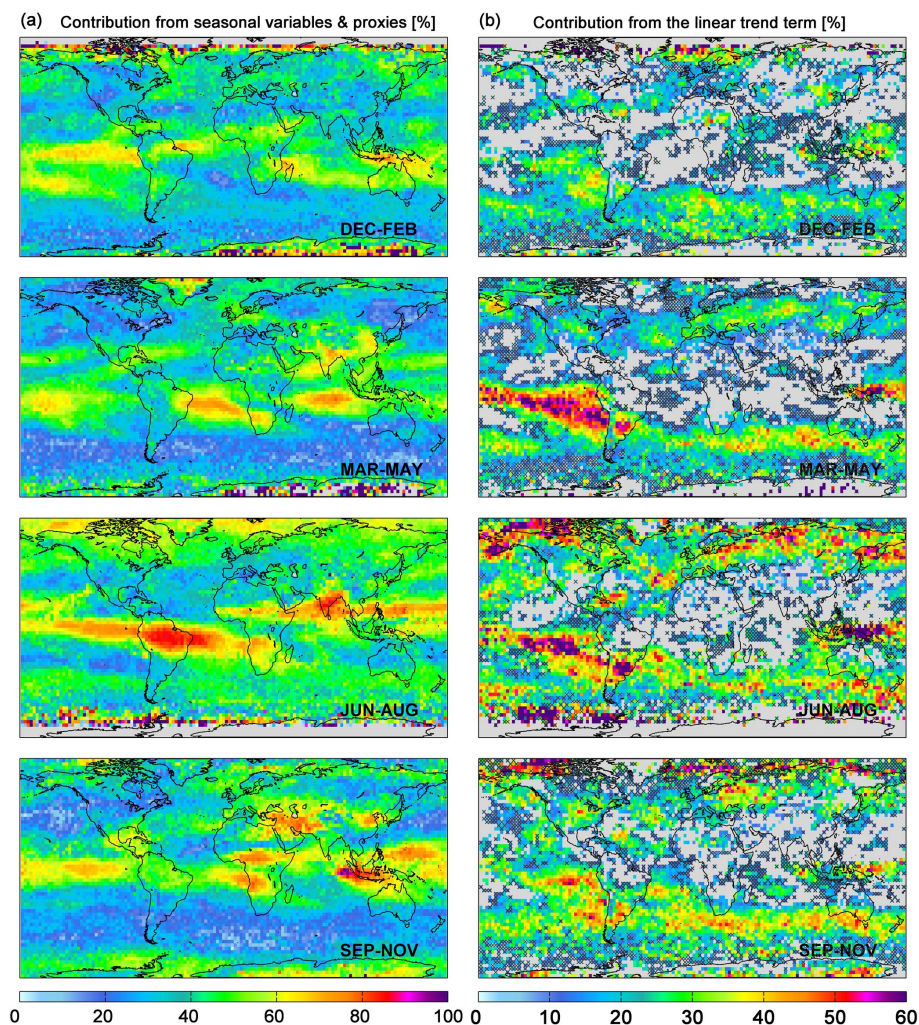 (a) Contribution from seasonal variables & proxies [%]
(b) Contribution from the linear trend term [%]
DEC-FEB
DEC-FEB
MAR-MAY
MAR-MAY
JUN-AUG
JUN-AUG
SEP-NOV
SEP-NOV
0 20 40 60 80 100
0 10 20 30 40 50 60